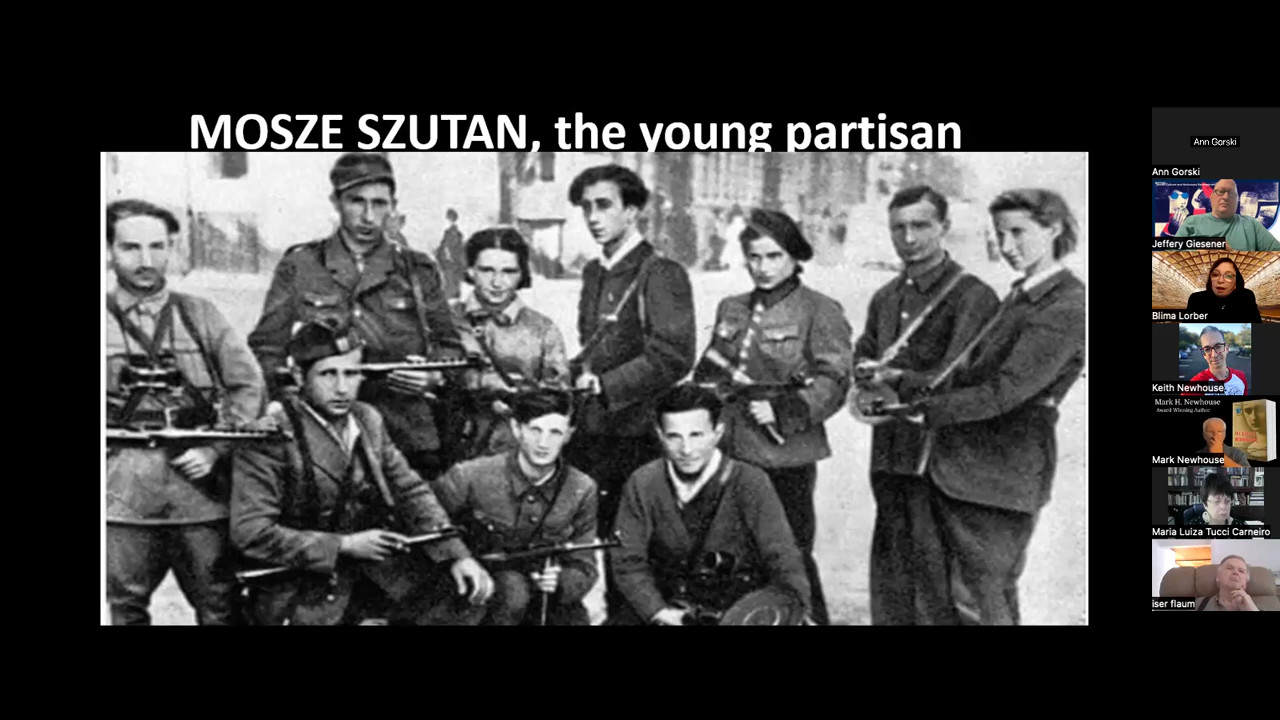 MOSZE SZUTAN, the young partisan
Ann Gorski
Ann Gorski
Jeffery Giesener
Blima Lorber
Keith Newhouse
Mark H. Newhouse
Award Winning Author
Mark Newhouse
Maria Luiza Tucci Carneiro
iser flaum